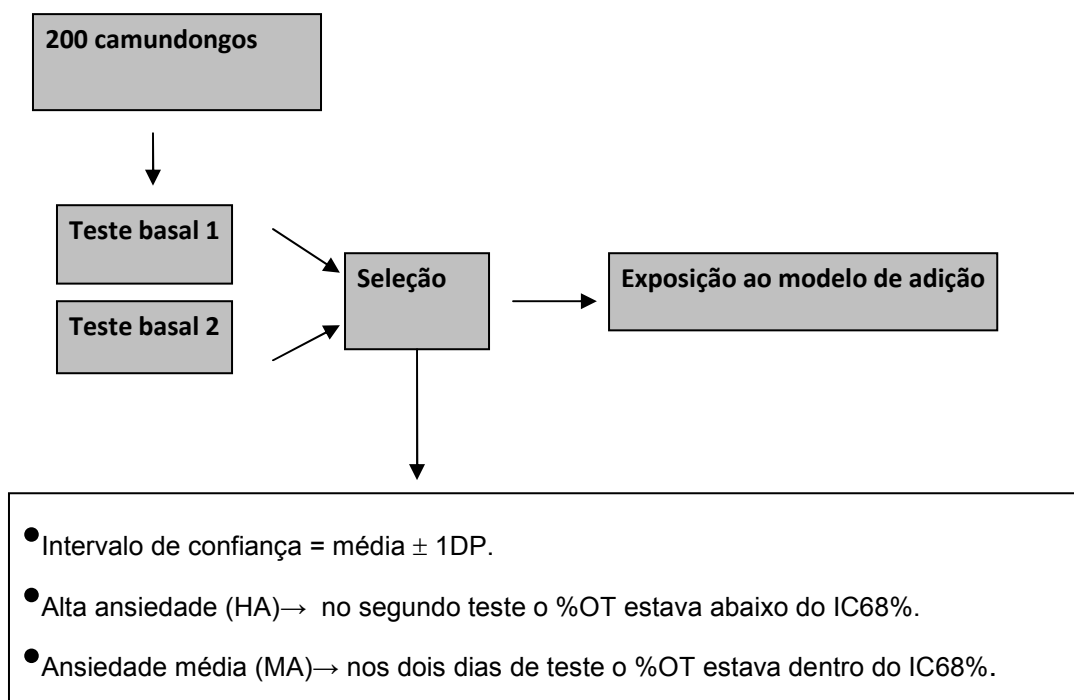 200 camundongos
Teste basal 1
Teste basal 2
Seleção
Exposição ao modelo de adição
●Intervalo de confiança = média ± 1DP.
●Alta ansiedade (HA)→ no segundo teste o %OT estava abaixo do IC68%.
●Ansiedade média (MA)→ nos dois dias de teste o %OT estava dentro do IC68%.